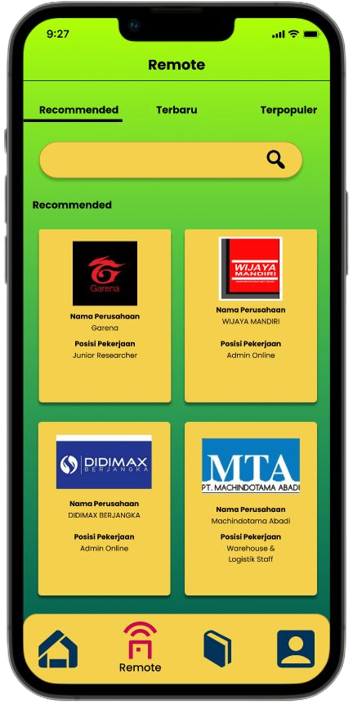 9:27
Remote
Recommended Terbaru Terpopuler
Recommended
Garena
Nama Perusahaan
Garena
Posisi Pekerjaan
Junior Researcher
WIJAYA
MANDIRI
Nama Perusahaan
WIJAYA MANDIRI
Posisi Pekerjaan
Admin Online
DIDIMAX
BERJANGKA
Nama Perusahaan
DIDIMAX BERJANGKA
Posisi Pekerjaan
Admin Online
MTA
PT. MACHINDOTAMA ABADI
Nama Perusahaan
Machindotama Abadi
Posisi Pekerjaan
Warehouse &
Logistik Staff
Remote